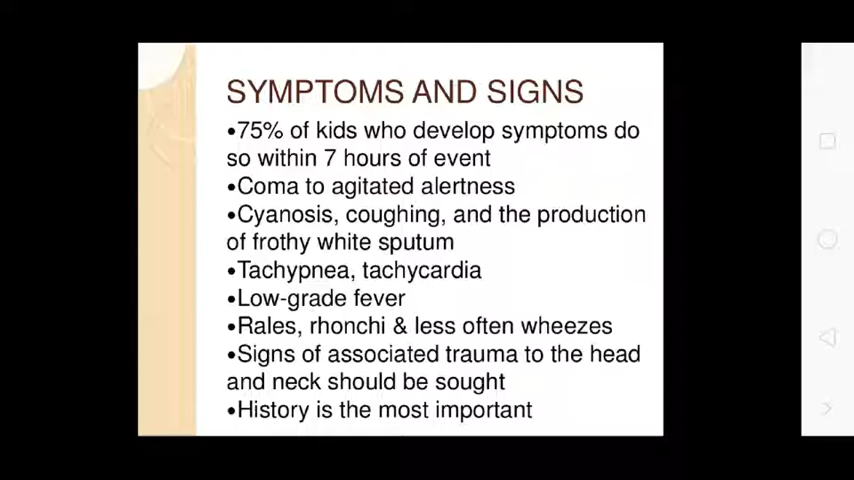 SYMPTOMS AND SIGNS
•75% of kids who develop symptoms do
so within 7 hours of event
•Coma to agitated alertness
•Cyanosis, coughing, and the production
of frothy white sputum
•Tachypnea, tachycardia
•Low-grade fever
•Rales, rhonchi & less often wheezes
•Signs of associated trauma to the head
and neck should be sought
•History is the most important